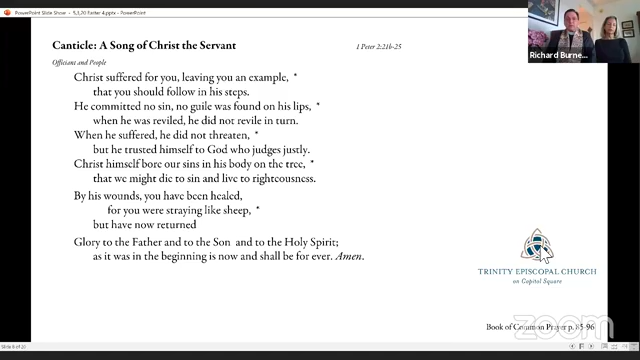 PowerPoint Slide Show - 5.3.20 Easter 4.pptx - PowerPoint
Canticle: A Song of Christ the Servant
1 Peter 2:21b-25
Officiant and People
Christ suffered for you, leaving you an example, *
that you should follow in his steps.
He committed no sin, no guile was found on his lips, *
when he was reviled, he did not revile in turn.
When he suffered, he did not threaten, *
but he trusted himself to God who judges justly.
Christ himself bore our sins in his body on the tree, *
that we might die to sin and live to righteousness.
By his wounds, you have been healed,
for you were straying like sheep, *
but have now returned
Glory to the Father and to the Son and to the Holy Spirit;
as it was in the beginning is now and shall be for ever. Amen.
Richard Burne...
TRINITY EPISCOPAL CHURCH
on Capitol Square
Book of Common Prayer p. 85-96
zoom